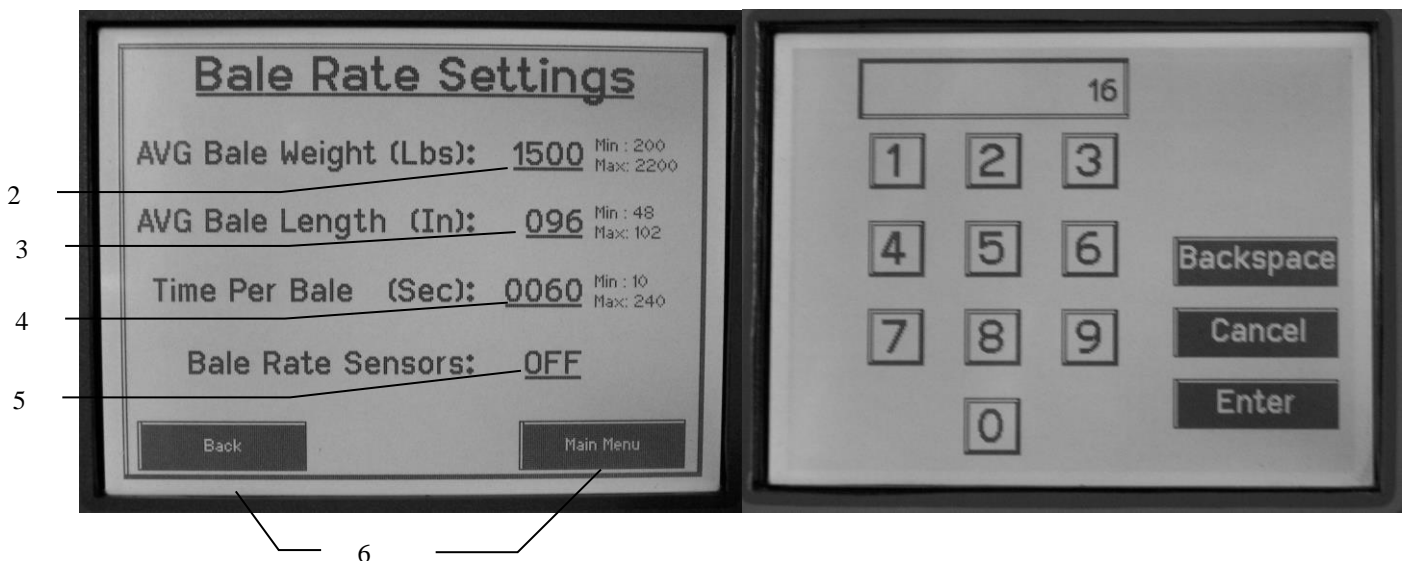 Bale Rate Settings
AVG Bale Weight (Lbs): 1500 Min : 200
Max: 2200
2
AVG Bale Length (In): 096 Min : 48
Max: 102
3
Time Per Bale (Sec): 0060 Min : 10
Max: 240
4
Bale Rate Sensors: OFF
5
Back Main Menu
6
16
1 2 3
4 5 6
Backspace
7 8 9
Cancel
Enter
0